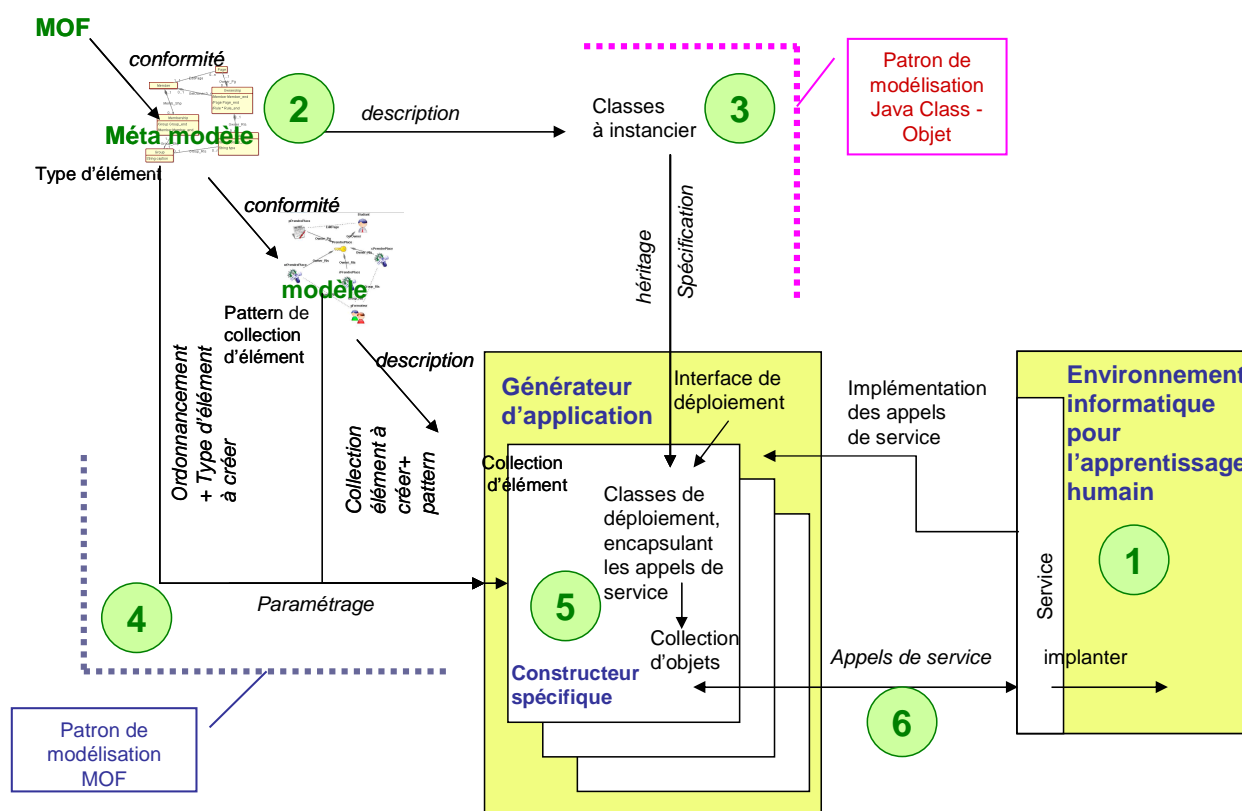 MOF
conformité
Méta modèle
Type d'élément
2
description
Classes
à instancier
3
Patron de
modélisation
Java Class -
Objet
conformité
modèle
Pattern de
collection
d'élément
description
héritage
Spécification
Ordonnancement
+ Type d'élément
à créer
Collection
élément à
créer+
pattern
Générateur
d'application
Interface de
déploiement
Collection
d'élément
Classes de
déploiement,
encapsulant
les appels de
service
5
Collection
d'objets
Constructeur
spécifique
Implémentation
des appels
de service
Environnement
informatique
pour
l'apprentissage
humain
1
Service
4
Paramétrage
Appels de service
implanter
6
Patron de
modélisation
MOF